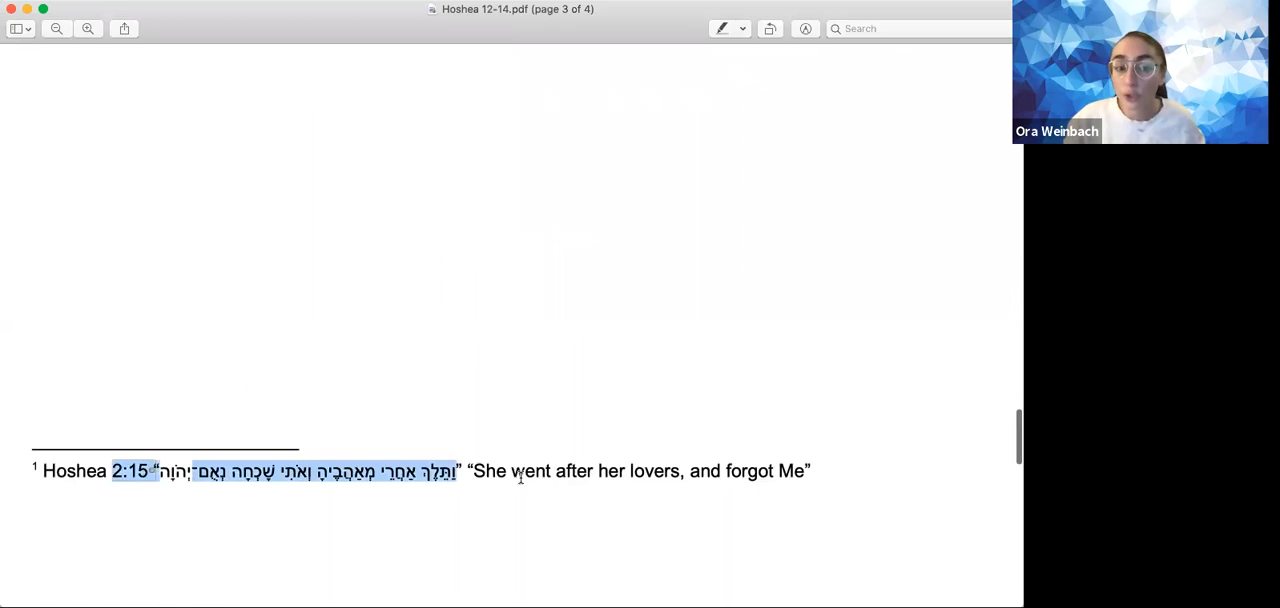 Hoshea 12-14.pdf (page 3 of 4)
Search
Ora Weinbach
1 Hoshea 2:15 “וַתֵּלֶךְ אַחֲרֵי מְאַהֲבֶיהָ וְאֹתִי שָׁכְחָה נְאֻם־יְהֹוָה” “She went after her lovers, and forgot Me”